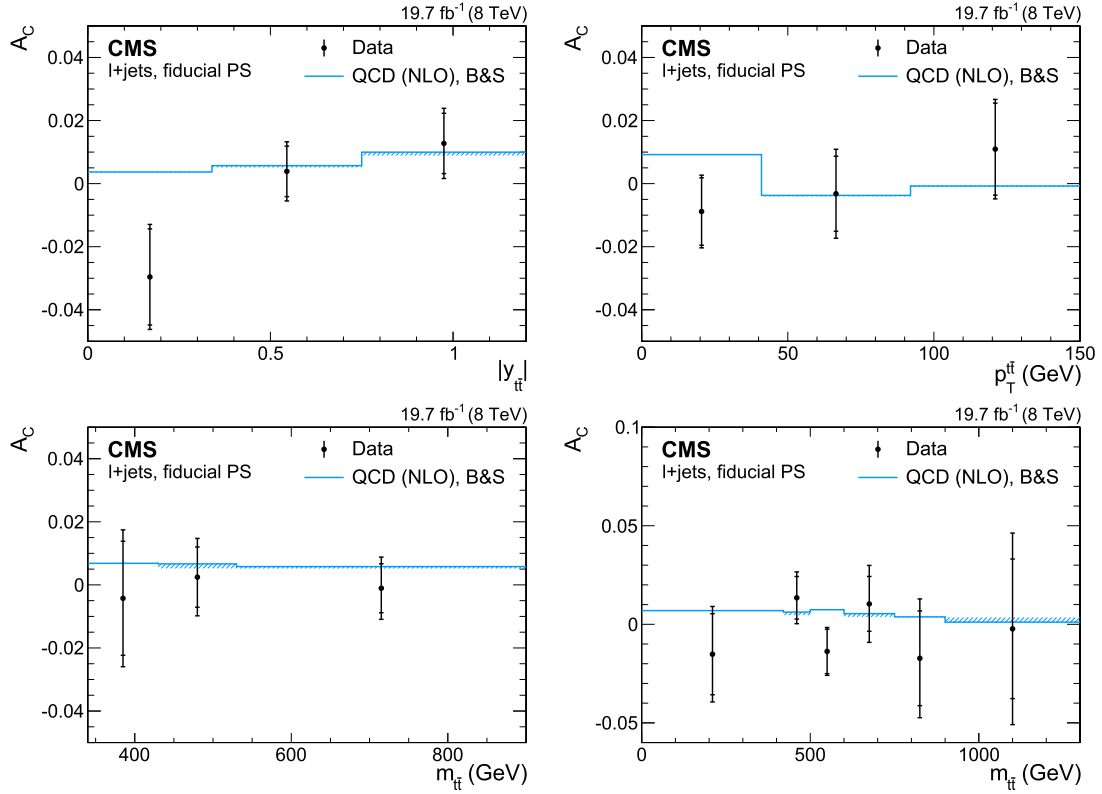 19.7 fb⁻¹ (8 TeV)
A_C
CMS
l+jets, fiducial PS
Data
QCD (NLO), B&S
0.04
0.02
0
-0.02
-0.04
0 0.5 1
|y_tt̄|
19.7 fb⁻¹ (8 TeV)
A_C
CMS
l+jets, fiducial PS
Data
QCD (NLO), B&S
0.04
0.02
0
-0.02
-0.04
0 50 100 150
p_T^tt̄ (GeV)
19.7 fb⁻¹ (8 TeV)
A_C
CMS
l+jets, fiducial PS
Data
QCD (NLO), B&S
0.04
0.02
0
-0.02
-0.04
400 600 800
m_tt̄ (GeV)
19.7 fb⁻¹ (8 TeV)
A_C
CMS
l+jets, fiducial PS
Data
QCD (NLO), B&S
0.1
0.05
0
-0.05
0 500 1000
m_tt̄ (GeV)